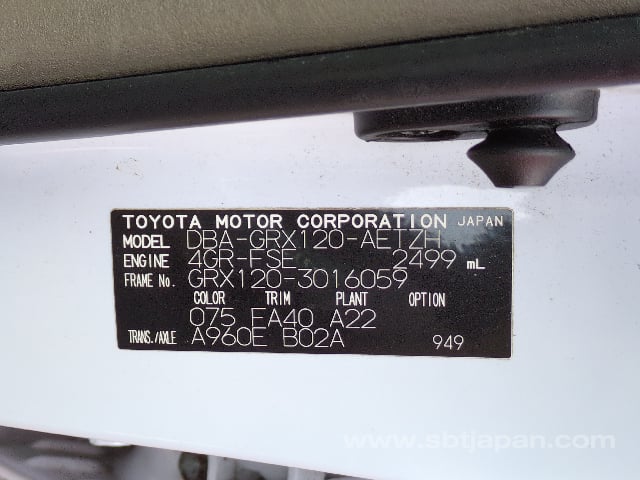 TOYOTA MOTOR CORPORATION JAPAN
MODEL DBA-GRX120-AETZH
ENGINE 4GR-FSE 2499 mL
FRAME No. GRX120-3016059
COLOR TRIM PLANT OPTION
075 FA40 A22
TRANS./AXLE A960E B02A 949
www.sbtjapan.com